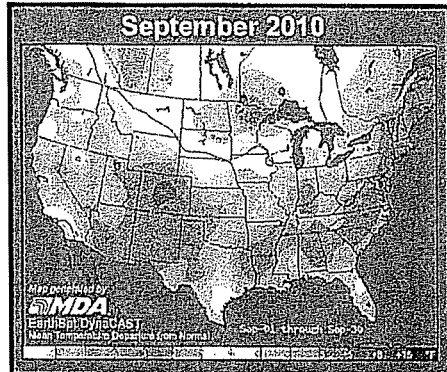 September 2010
Map generated by
MDA
EarthSat DynaCAST
Mean Temperature Departure from Normal
Sep-01 through Sep-30